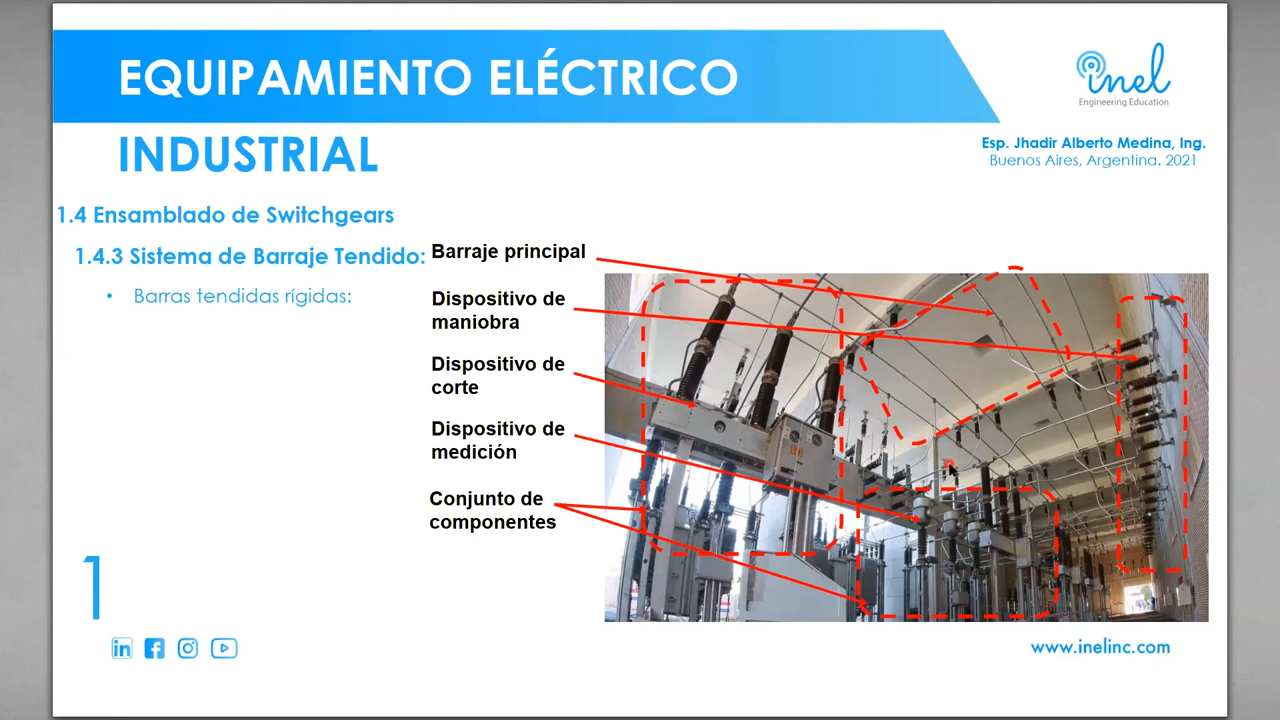 EQUIPAMIENTO ELÉCTRICO
INDUSTRIAL
inel
Engineering Education
Esp. Jhadir Alberto Medina, Ing.
Buenos Aires, Argentina. 2021
1.4 Ensamblado de Switchgears
1.4.3 Sistema de Barraje Tendido:
• Barras tendidas rígidas:
Barraje principal
Dispositivo de
maniobra
Dispositivo de
corte
Dispositivo de
medición
Conjunto de
componentes
1
in
www.inelinc.com